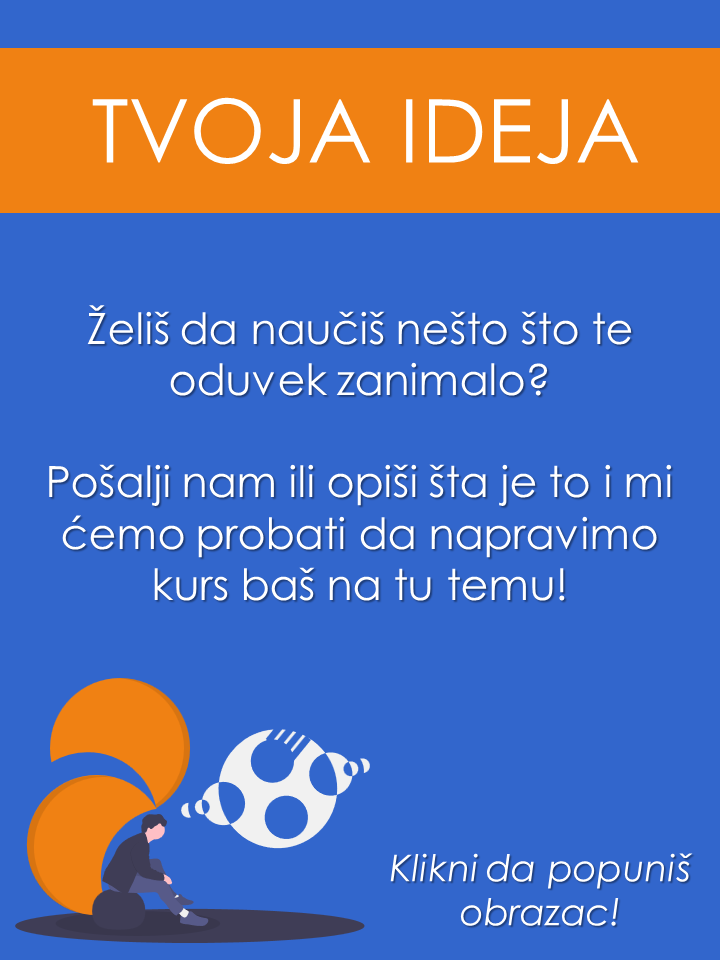 TVOJA IDEJA
Želiš da naučiš nešto što te
oduvek zanimalo?
Pošalji nam ili opiši šta je to i mi
ćemo probati da napravimo
kurs baš na tu temu!
Klikni da popuniš
obrazac!